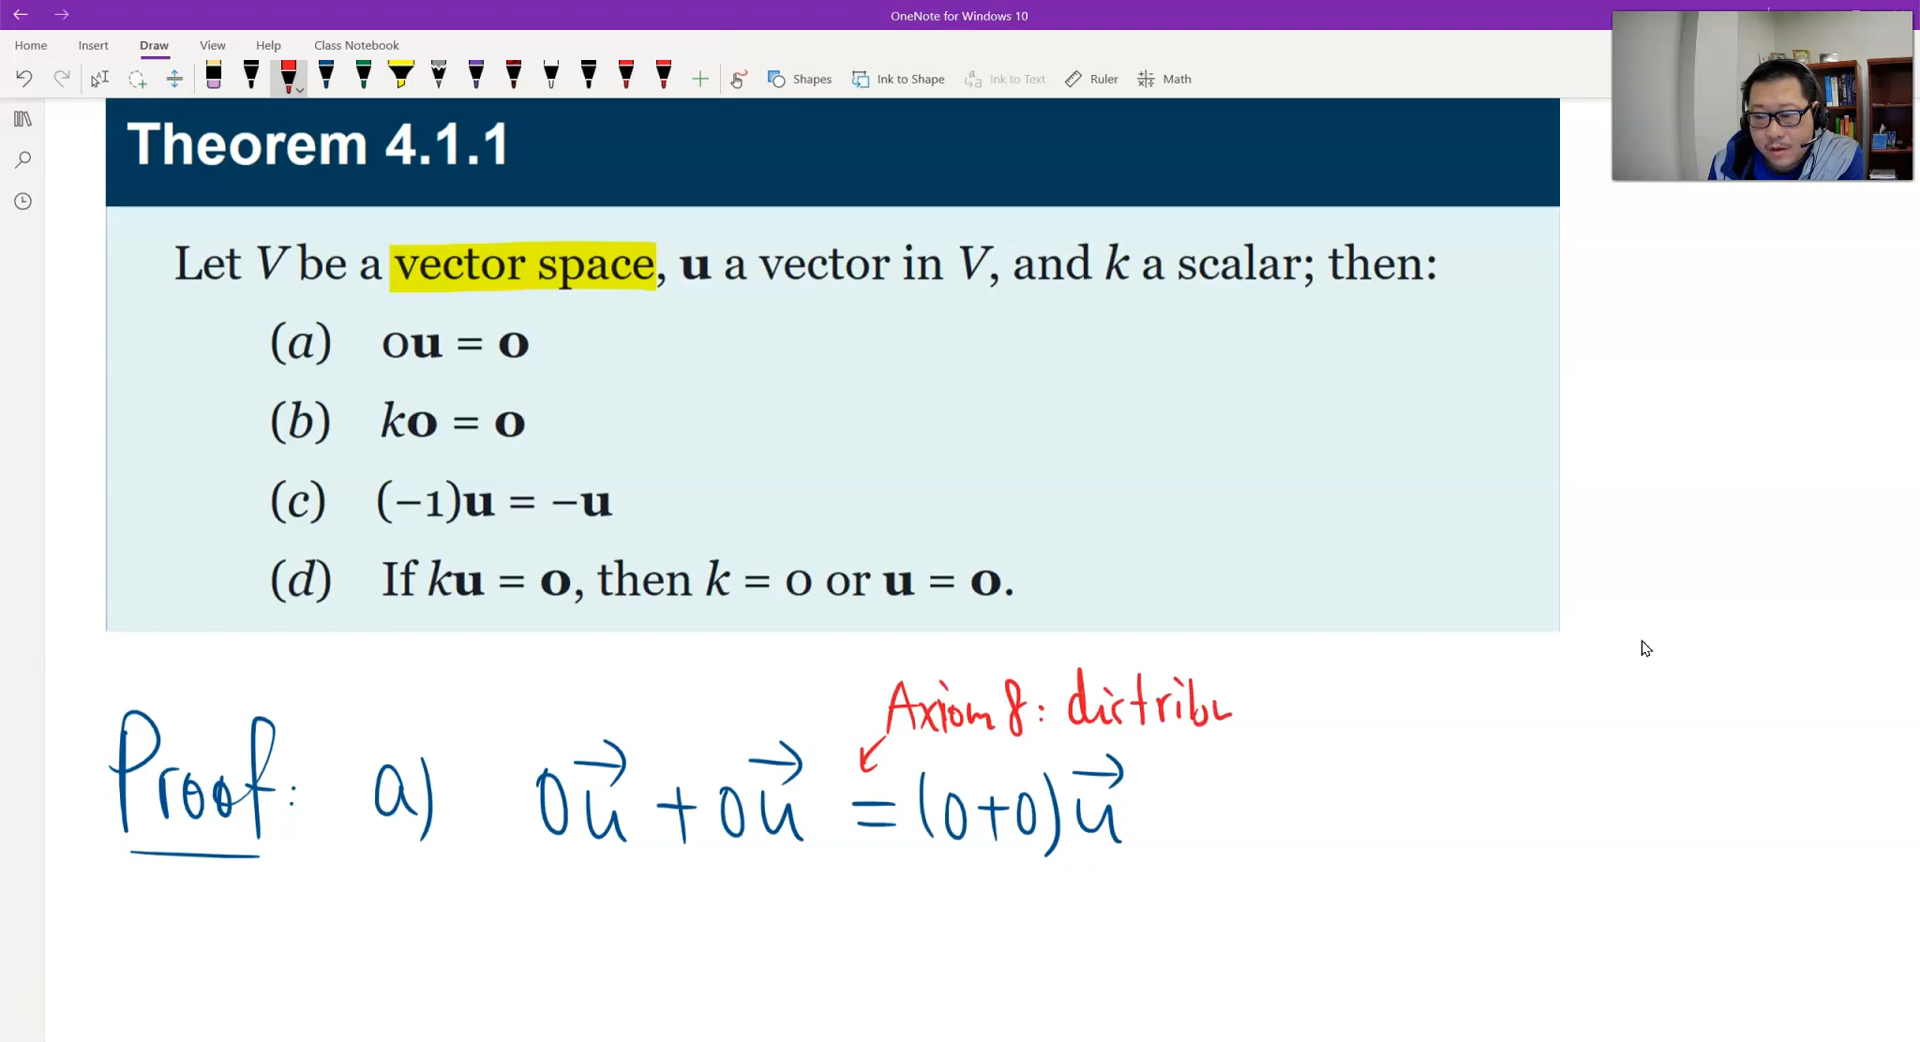 OneNote for Windows 10
Home Insert Draw View Help Class Notebook
Shapes Ink to Shape Ink to Text Ruler Math
Theorem 4.1.1
Let V be a vector space, u a vector in V, and k a scalar; then:
(a) 0u = 0
(b) k0 = 0
(c) (−1)u = −u
(d) If ku = 0, then k = 0 or u = 0.
Axiom 8: distribu
Proof: a) 0u⃗ + 0u⃗ = (0+0)u⃗